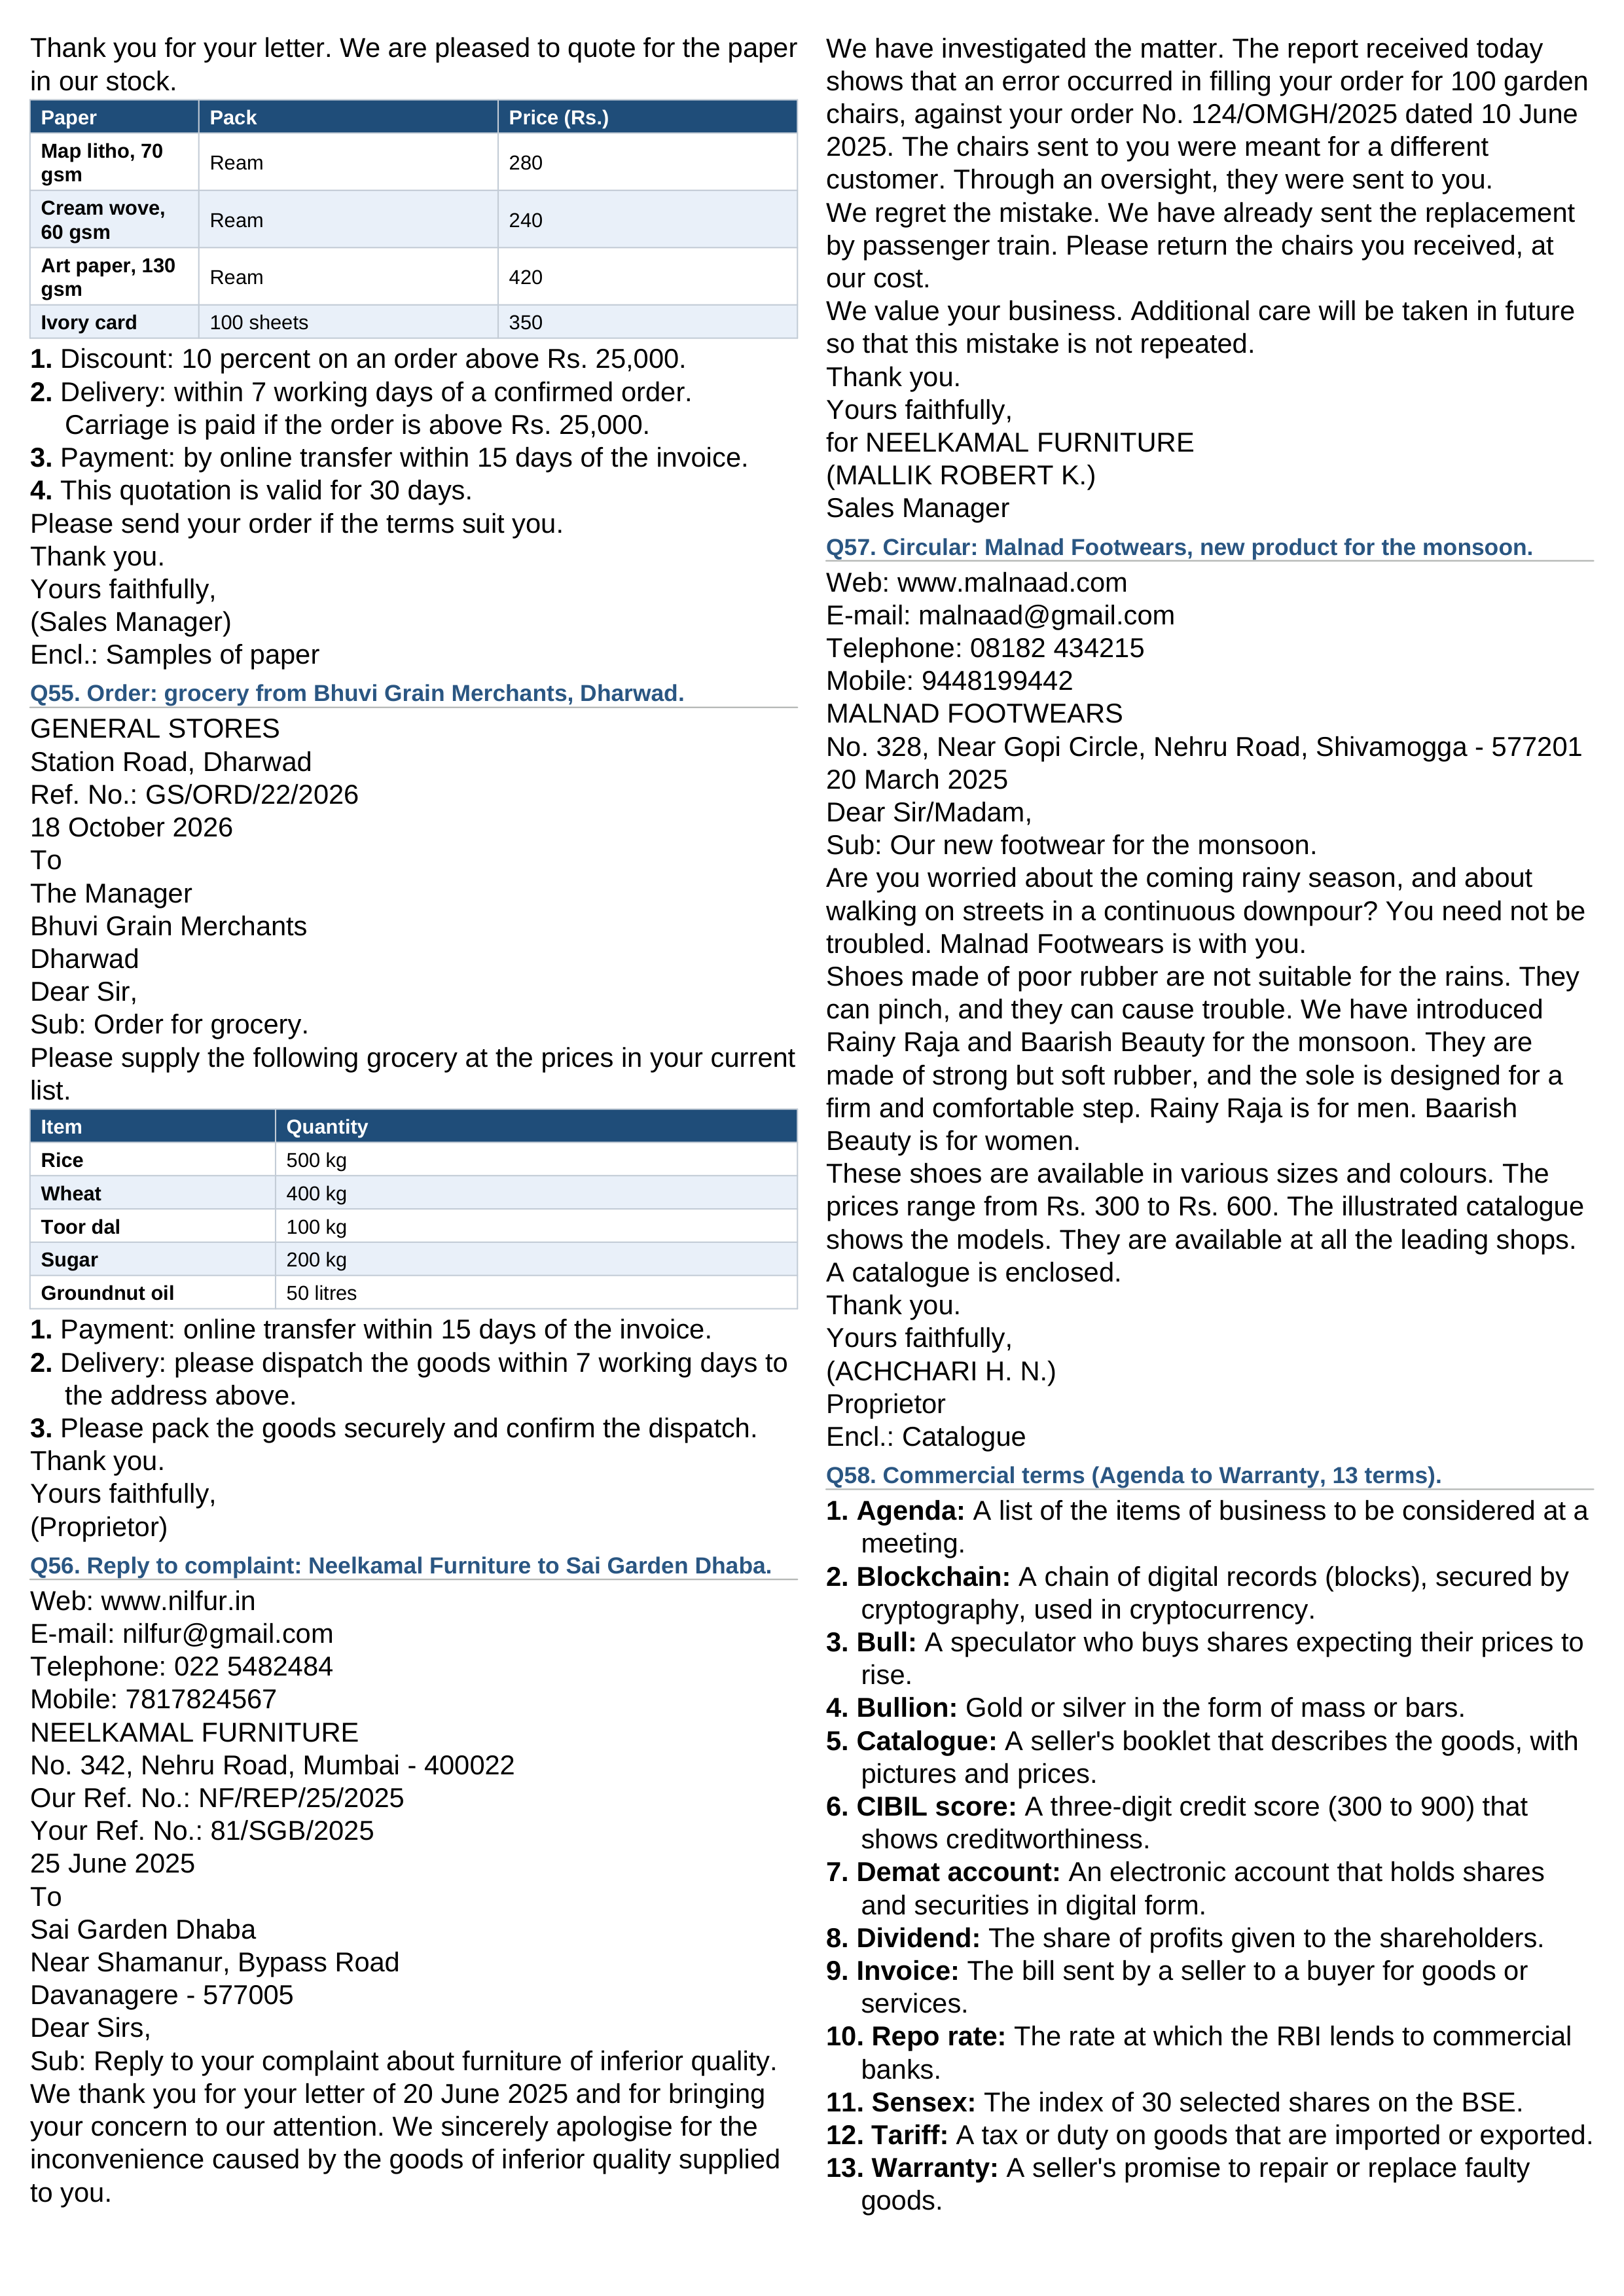 Thank you for your letter. We are pleased to quote for the paper
in our stock.
Paper Pack Price (Rs.)
Map litho, 70
gsm Ream 280
Cream wove,
60 gsm Ream 240
Art paper, 130
gsm Ream 420
Ivory card 100 sheets 350
1. Discount: 10 percent on an order above Rs. 25,000.
2. Delivery: within 7 working days of a confirmed order.
Carriage is paid if the order is above Rs. 25,000.
3. Payment: by online transfer within 15 days of the invoice.
4. This quotation is valid for 30 days.
Please send your order if the terms suit you.
Thank you.
Yours faithfully,
(Sales Manager)
Encl.: Samples of paper
Q55. Order: grocery from Bhuvi Grain Merchants, Dharwad.
GENERAL STORES
Station Road, Dharwad
Ref. No.: GS/ORD/22/2026
18 October 2026
To
The Manager
Bhuvi Grain Merchants
Dharwad
Dear Sir,
Sub: Order for grocery.
Please supply the following grocery at the prices in your current
list.
Item Quantity
Rice 500 kg
Wheat 400 kg
Toor dal 100 kg
Sugar 200 kg
Groundnut oil 50 litres
1. Payment: online transfer within 15 days of the invoice.
2. Delivery: please dispatch the goods within 7 working days to
the address above.
3. Please pack the goods securely and confirm the dispatch.
Thank you.
Yours faithfully,
(Proprietor)
Q56. Reply to complaint: Neelkamal Furniture to Sai Garden Dhaba.
Web: www.nilfur.in
E-mail: nilfur@gmail.com
Telephone: 022 5482484
Mobile: 7817824567
NEELKAMAL FURNITURE
No. 342, Nehru Road, Mumbai - 400022
Our Ref. No.: NF/REP/25/2025
Your Ref. No.: 81/SGB/2025
25 June 2025
To
Sai Garden Dhaba
Near Shamanur, Bypass Road
Davanagere - 577005
Dear Sirs,
Sub: Reply to your complaint about furniture of inferior quality.
We thank you for your letter of 20 June 2025 and for bringing
your concern to our attention. We sincerely apologise for the
inconvenience caused by the goods of inferior quality supplied
to you.
We have investigated the matter. The report received today
shows that an error occurred in filling your order for 100 garden
chairs, against your order No. 124/OMGH/2025 dated 10 June
2025. The chairs sent to you were meant for a different
customer. Through an oversight, they were sent to you.
We regret the mistake. We have already sent the replacement
by passenger train. Please return the chairs you received, at
our cost.
We value your business. Additional care will be taken in future
so that this mistake is not repeated.
Thank you.
Yours faithfully,
for NEELKAMAL FURNITURE
(MALLIK ROBERT K.)
Sales Manager
Q57. Circular: Malnad Footwears, new product for the monsoon.
Web: www.malnaad.com
E-mail: malnaad@gmail.com
Telephone: 08182 434215
Mobile: 9448199442
MALNAD FOOTWEARS
No. 328, Near Gopi Circle, Nehru Road, Shivamogga - 577201
20 March 2025
Dear Sir/Madam,
Sub: Our new footwear for the monsoon.
Are you worried about the coming rainy season, and about
walking on streets in a continuous downpour? You need not be
troubled. Malnad Footwears is with you.
Shoes made of poor rubber are not suitable for the rains. They
can pinch, and they can cause trouble. We have introduced
Rainy Raja and Baarish Beauty for the monsoon. They are
made of strong but soft rubber, and the sole is designed for a
firm and comfortable step. Rainy Raja is for men. Baarish
Beauty is for women.
These shoes are available in various sizes and colours. The
prices range from Rs. 300 to Rs. 600. The illustrated catalogue
shows the models. They are available at all the leading shops.
A catalogue is enclosed.
Thank you.
Yours faithfully,
(ACHCHARI H. N.)
Proprietor
Encl.: Catalogue
Q58. Commercial terms (Agenda to Warranty, 13 terms).
1. Agenda: A list of the items of business to be considered at a
meeting.
2. Blockchain: A chain of digital records (blocks), secured by
cryptography, used in cryptocurrency.
3. Bull: A speculator who buys shares expecting their prices to
rise.
4. Bullion: Gold or silver in the form of mass or bars.
5. Catalogue: A seller's booklet that describes the goods, with
pictures and prices.
6. CIBIL score: A three-digit credit score (300 to 900) that
shows creditworthiness.
7. Demat account: An electronic account that holds shares
and securities in digital form.
8. Dividend: The share of profits given to the shareholders.
9. Invoice: The bill sent by a seller to a buyer for goods or
services.
10. Repo rate: The rate at which the RBI lends to commercial
banks.
11. Sensex: The index of 30 selected shares on the BSE.
12. Tariff: A tax or duty on goods that are imported or exported.
13. Warranty: A seller's promise to repair or replace faulty
goods.